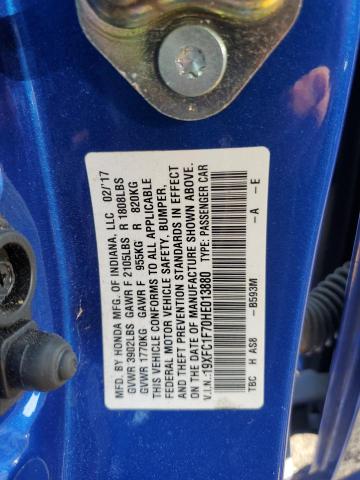 MFD. BY HONDA MFG. OF INDIANA, LLC 02/'17
GVWR 3902LBS GAWR F 2105LBS R 1808LBS
GVWR 1770KG GAWR F 955KG R 820KG
THIS VEHICLE CONFORMS TO ALL APPLICABLE
FEDERAL MOTOR VEHICLE SAFETY, BUMPER,
AND THEFT PREVENTION STANDARDS IN EFFECT
ON THE DATE OF MANUFACTURE SHOWN ABOVE.
V.I.N.:19XFC1F70HE013880 TYPE: PASSENGER CAR
TBC H AS8 -B593M -A -E